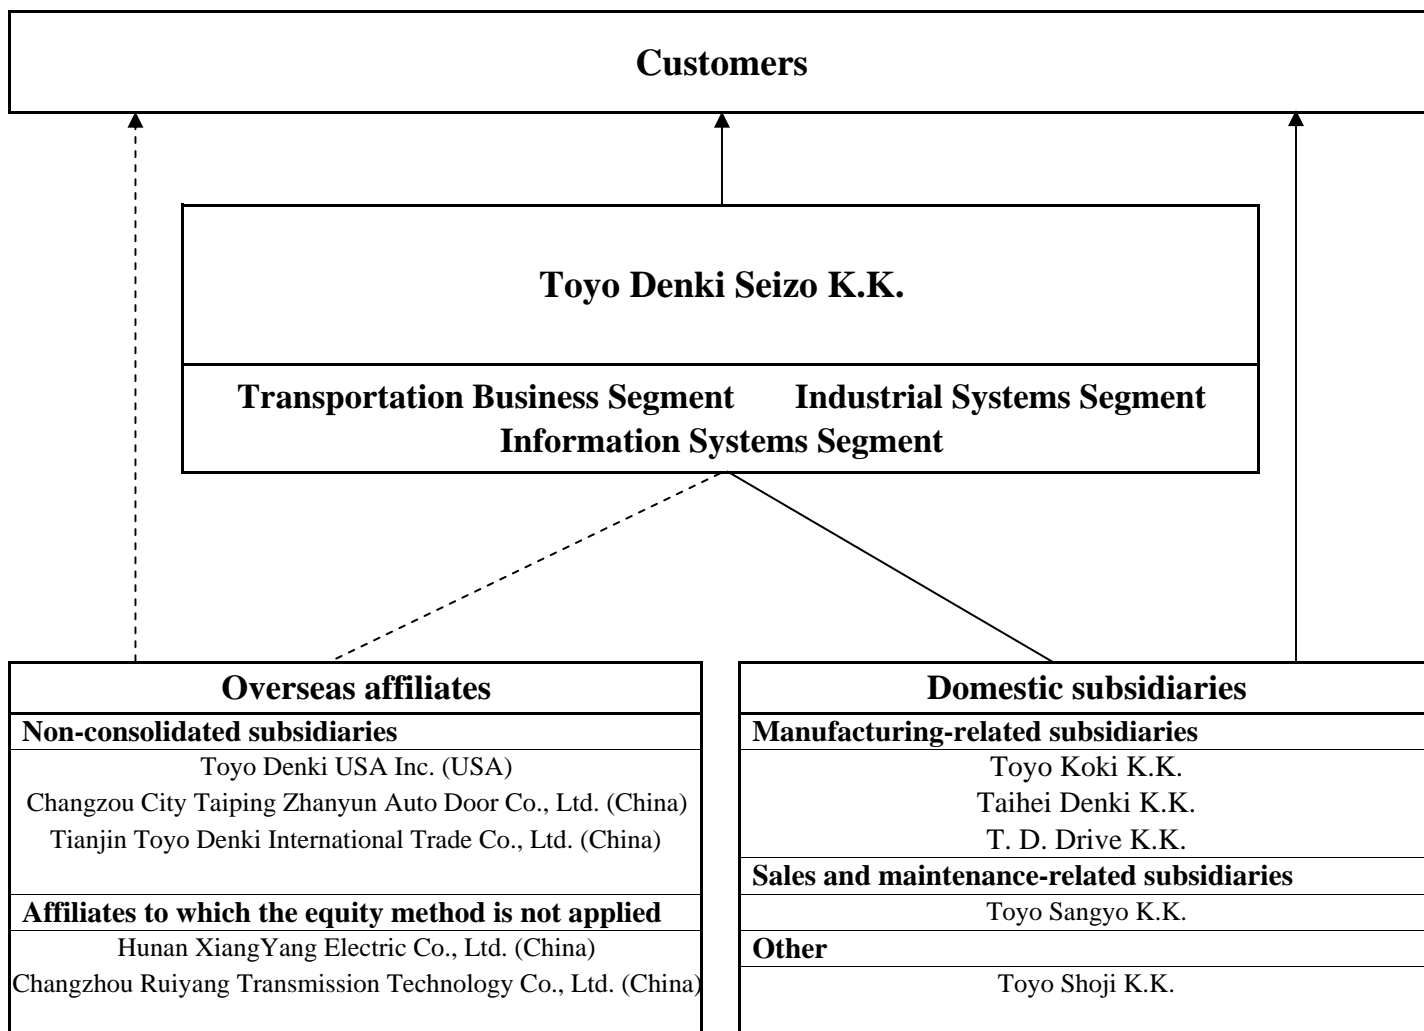 Customers
Toyo Denki Seizo K.K.
Transportation Business Segment Industrial Systems Segment
Information Systems Segment
Overseas affiliates
Non-consolidated subsidiaries
Toyo Denki USA Inc. (USA)
Changzou City Taiping Zhanyun Auto Door Co., Ltd. (China)
Tianjin Toyo Denki International Trade Co., Ltd. (China)
Affiliates to which the equity method is not applied
Hunan XiangYang Electric Co., Ltd. (China)
Changzhou Ruiyang Transmission Technology Co., Ltd. (China)
Domestic subsidiaries
Manufacturing-related subsidiaries
Toyo Koki K.K.
Taihei Denki K.K.
T. D. Drive K.K.
Sales and maintenance-related subsidiaries
Toyo Sangyo K.K.
Other
Toyo Shoji K.K.